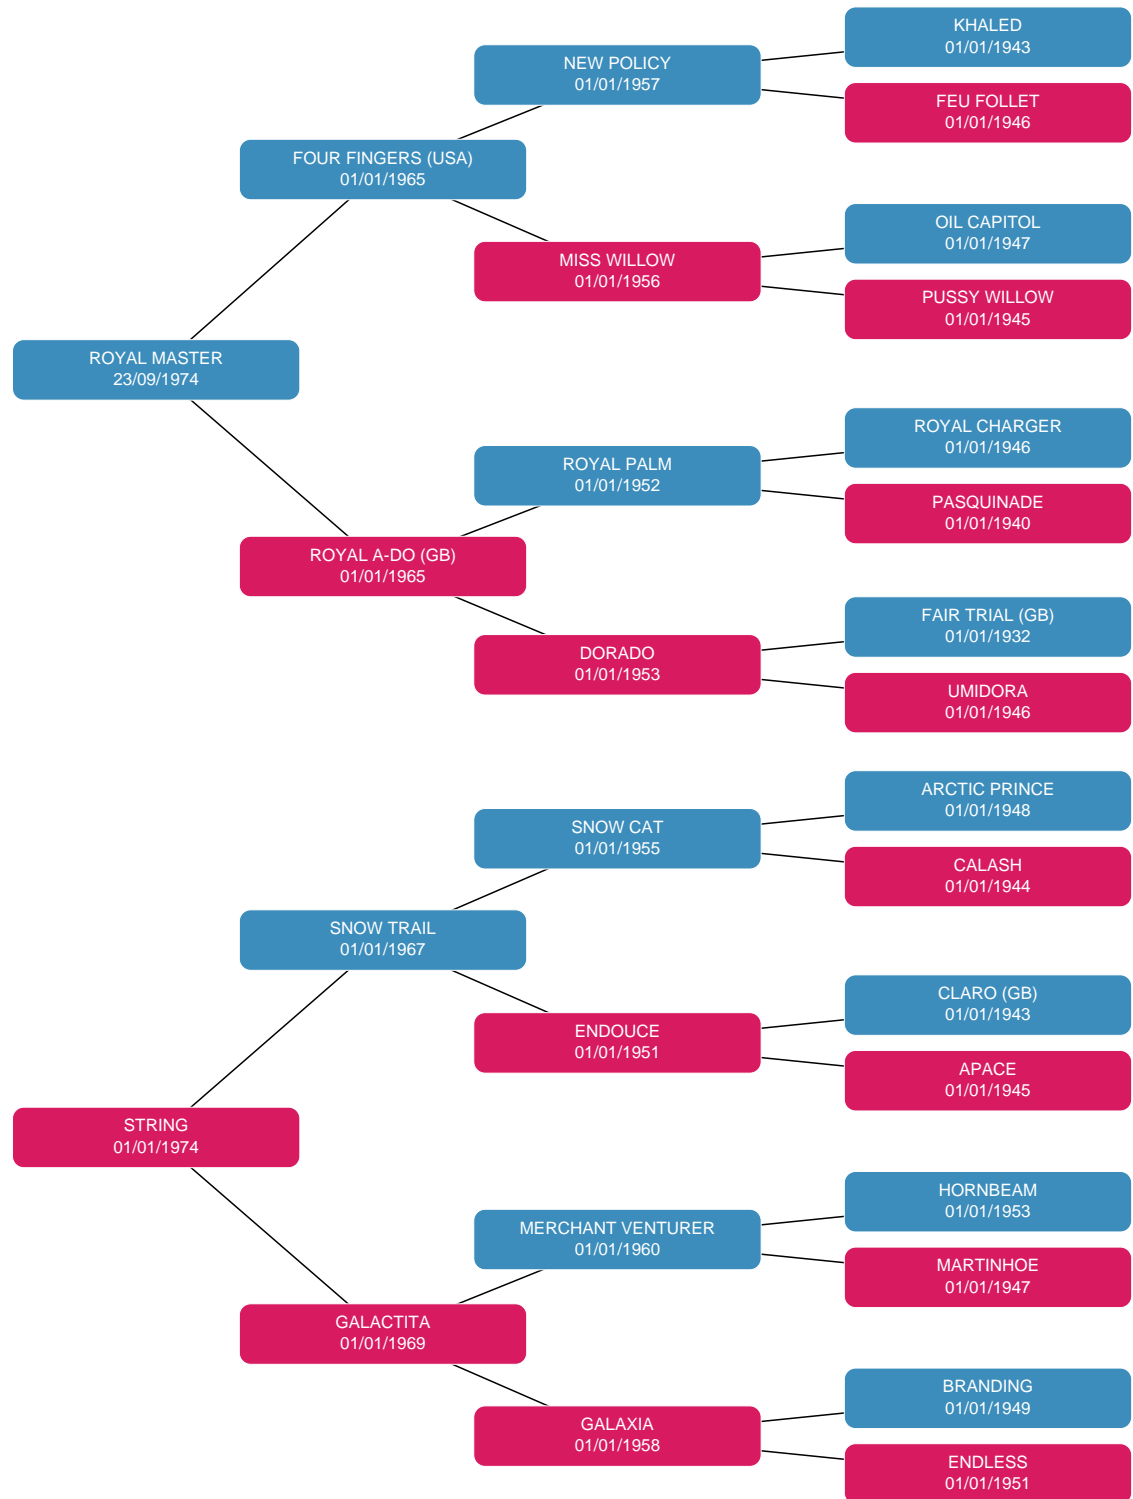 KHALED
01/01/1943
NEW POLICY
01/01/1957
FEU FOLLET
01/01/1946
FOUR FINGERS (USA)
01/01/1965
OIL CAPITOL
01/01/1947
MISS WILLOW
01/01/1956
PUSSY WILLOW
01/01/1945
ROYAL MASTER
23/09/1974
ROYAL CHARGER
01/01/1946
ROYAL PALM
01/01/1952
PASQUINADE
01/01/1940
ROYAL A-DO (GB)
01/01/1965
FAIR TRIAL (GB)
01/01/1932
DORADO
01/01/1953
UMIDORA
01/01/1946
ARCTIC PRINCE
01/01/1948
SNOW CAT
01/01/1955
CALASH
01/01/1944
SNOW TRAIL
01/01/1967
CLARO (GB)
01/01/1943
ENDOUCE
01/01/1951
APACE
01/01/1945
STRING
01/01/1974
HORNBEAM
01/01/1953
MERCHANT VENTURER
01/01/1960
MARTINHOE
01/01/1947
GALACTITA
01/01/1969
BRANDING
01/01/1949
GALAXIA
01/01/1958
ENDLESS
01/01/1951